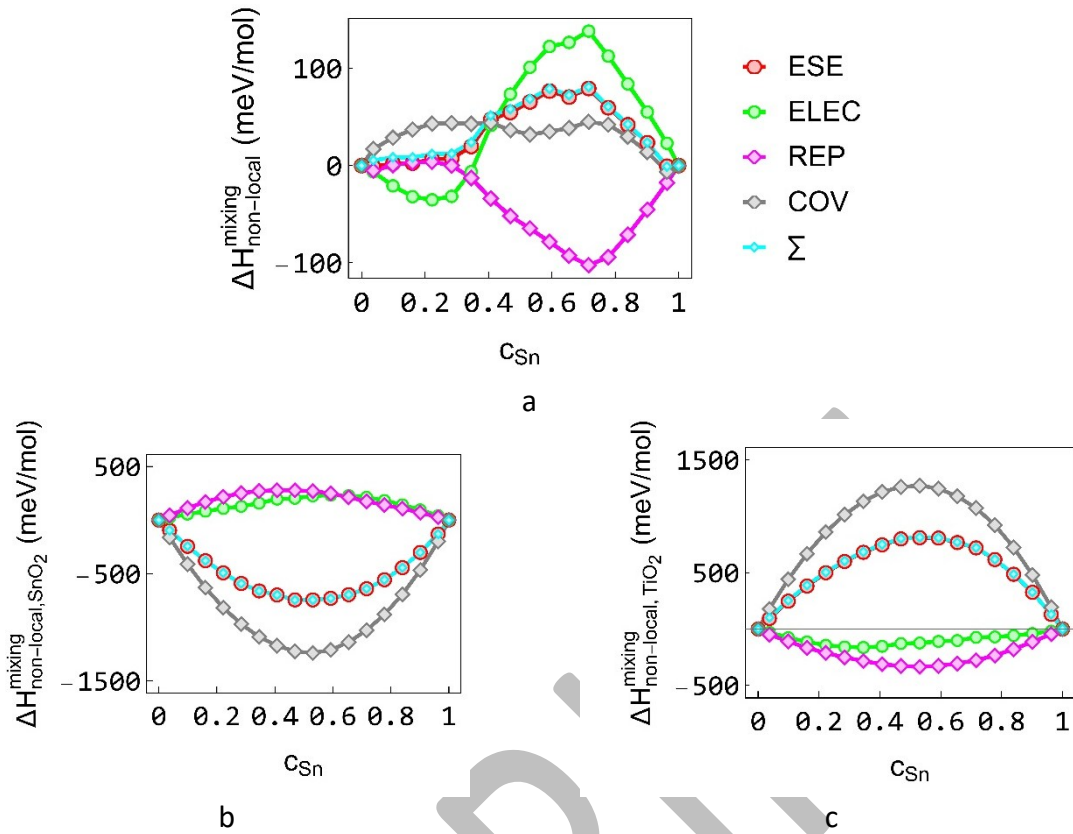 ΔH^mixing_non-local (meV/mol)
100
0
-100
0 0.2 0.4 0.6 0.8 1
c_Sn
ESE
ELEC
REP
COV
Σ
a
ΔH^mixing_non-local,SnO₂ (meV/mol)
500
-500
-1500
0 0.2 0.4 0.6 0.8 1
c_Sn
b
ΔH^mixing_non-local, TiO₂ (meV/mol)
1500
500
-500
0 0.2 0.4 0.6 0.8 1
c_Sn
c